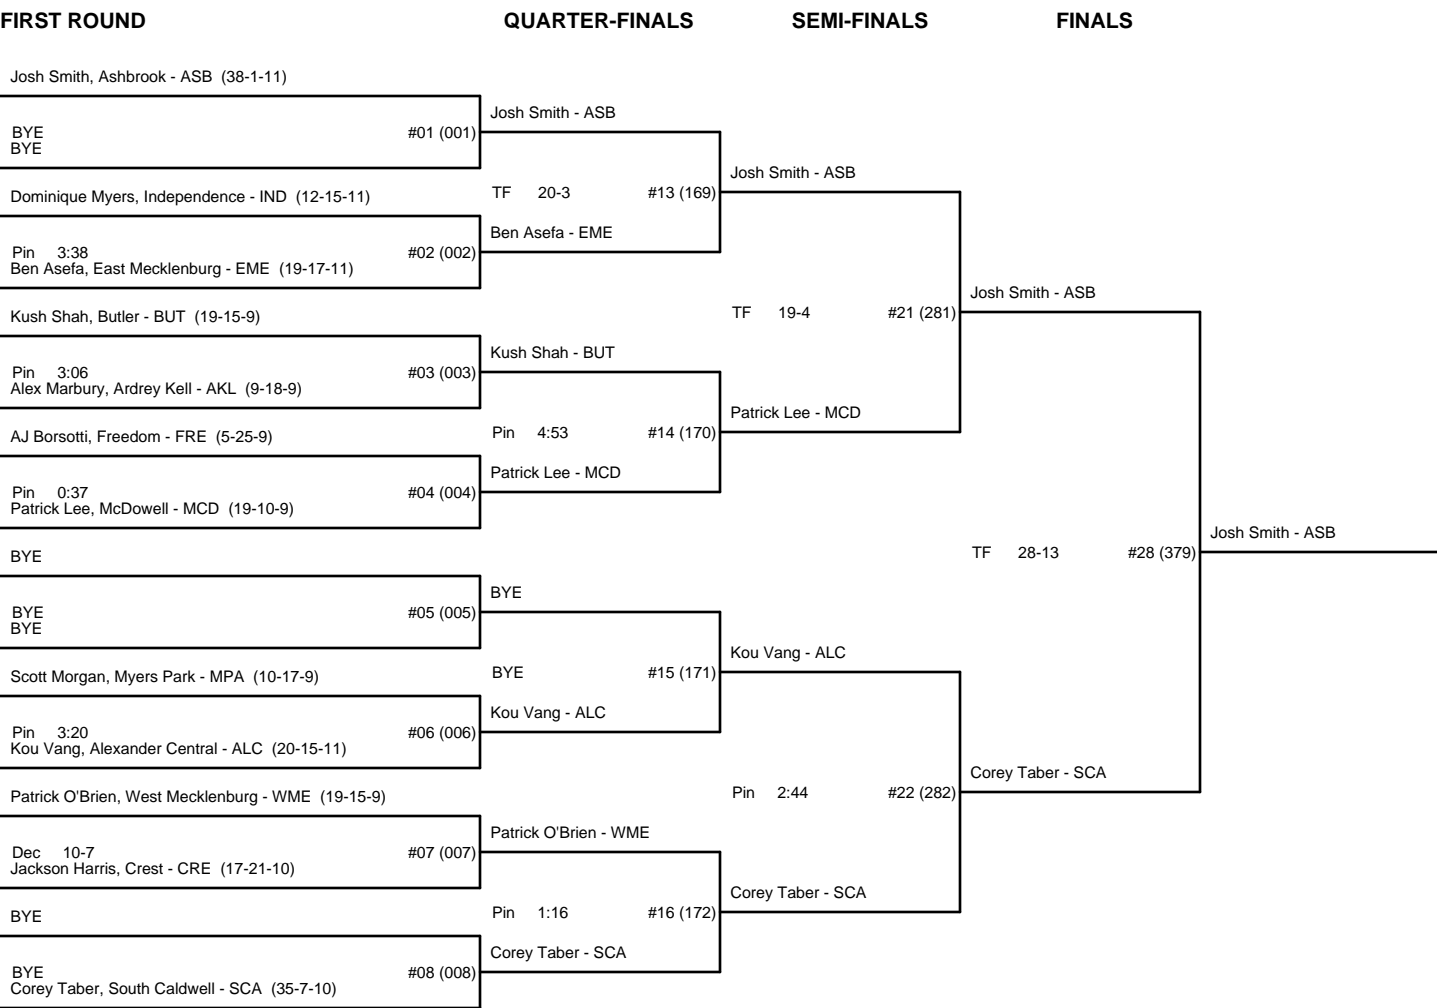 FIRST ROUND
QUARTER-FINALS
SEMI-FINALS
FINALS
Josh Smith, Ashbrook - ASB (38-1-11)
BYE #01 (001)
BYE
Dominique Myers, Independence - IND (12-15-11)
Pin 3:38 #02 (002)
Ben Asefa, East Mecklenburg - EME (19-17-11)
Kush Shah, Butler - BUT (19-15-9)
Pin 3:06 #03 (003)
Alex Marbury, Ardrey Kell - AKL (9-18-9)
AJ Borsotti, Freedom - FRE (5-25-9)
Pin 0:37 #04 (004)
Patrick Lee, McDowell - MCD (19-10-9)
BYE
BYE #05 (005)
BYE
Scott Morgan, Myers Park - MPA (10-17-9)
Pin 3:20 #06 (006)
Kou Vang, Alexander Central - ALC (20-15-11)
Patrick O'Brien, West Mecklenburg - WME (19-15-9)
Dec 10-7 #07 (007)
Jackson Harris, Crest - CRE (17-21-10)
BYE
BYE #08 (008)
Corey Taber, South Caldwell - SCA (35-7-10)
Josh Smith - ASB
TF 20-3 #13 (169)
Ben Asefa - EME
Kush Shah - BUT
Pin 4:53 #14 (170)
Patrick Lee - MCD
BYE
BYE #15 (171)
Kou Vang - ALC
Patrick O'Brien - WME
Pin 1:16 #16 (172)
Corey Taber - SCA
Josh Smith - ASB
TF 19-4 #21 (281)
Patrick Lee - MCD
Kou Vang - ALC
Pin 2:44 #22 (282)
Corey Taber - SCA
Josh Smith - ASB
TF 28-13 #28 (379)
Corey Taber - SCA
Josh Smith - ASB